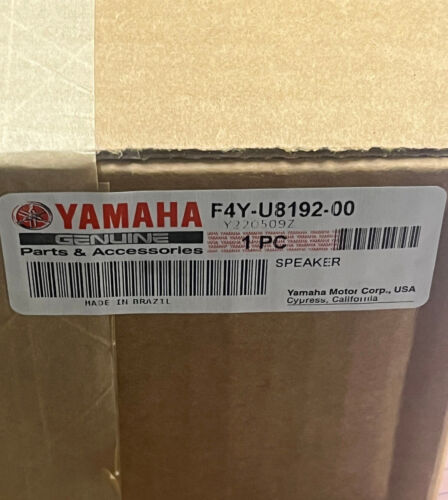 YAMAHA F4Y-U8192-00
Y220509Z
GENUINE 1 PC
Parts & Accessories
SPEAKER
MADE IN BRAZIL
Yamaha Motor Corp., USA
Cypress, California